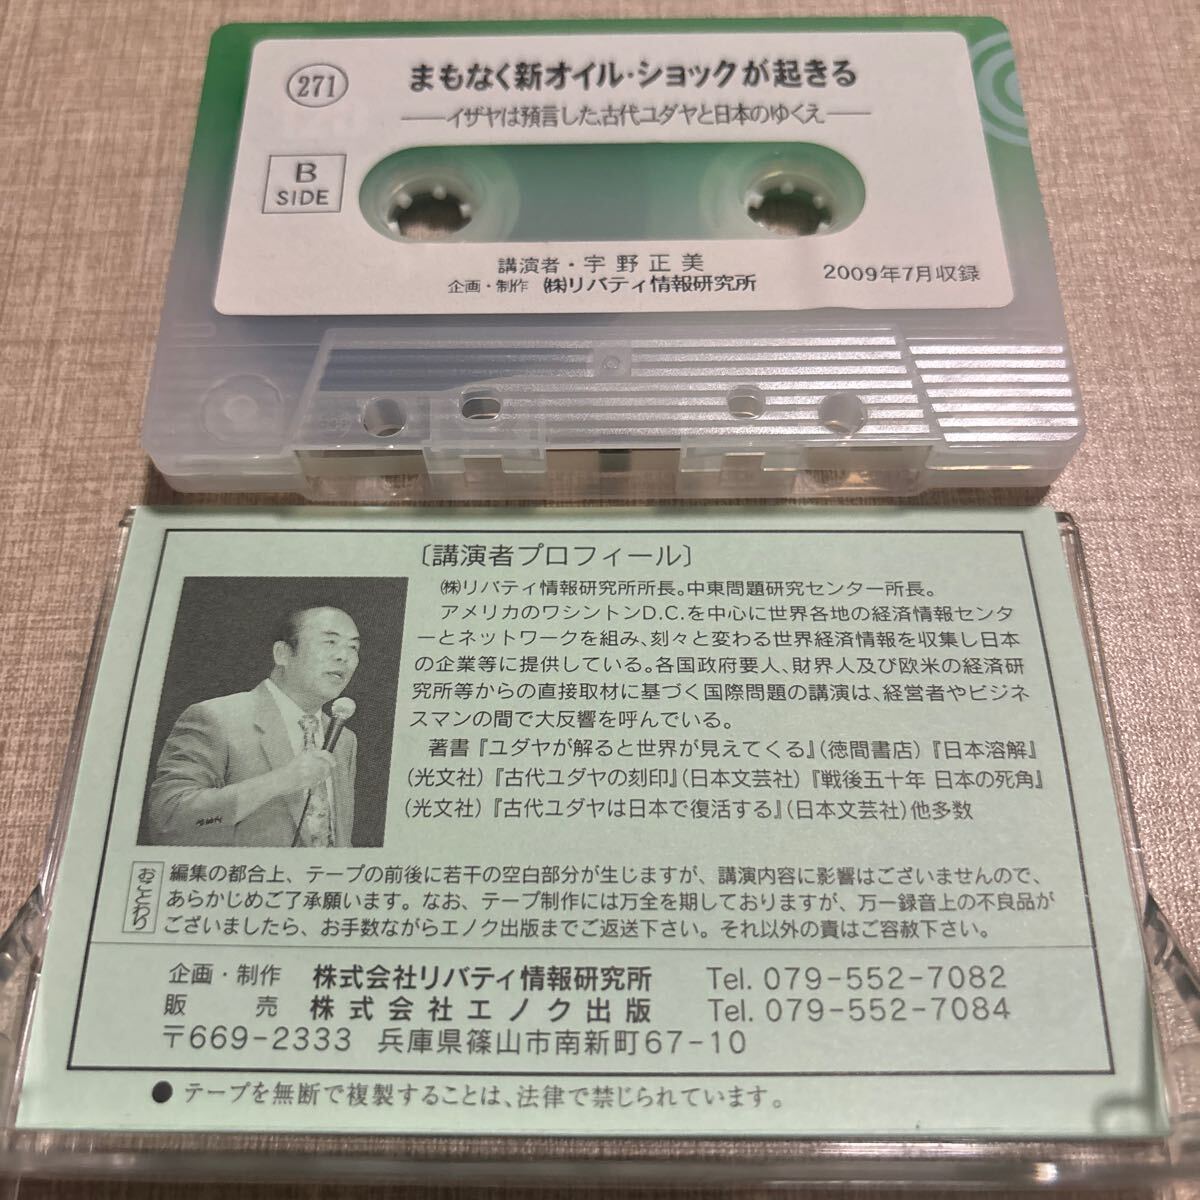 271
まもなく新オイル・ショックが起きる
――イザヤは預言した、古代ユダヤと日本のゆくえ――
B
SIDE
講演者・宇野正美
企画・制作 ㈱リバティ情報研究所
2009年7月収録
〔講演者プロフィール〕
㈱リバティ情報研究所所長。中東問題研究センター所長。
アメリカのワシントンD.C.を中心に世界各地の経済情報センタ
ーとネットワークを組み、刻々と変わる世界経済情報を収集し日本
の企業等に提供している。各国政府要人、財界人及び欧米の経済研
究所等からの直接取材に基づく国際問題の講演は、経営者やビジネ
スマンの間で大反響を呼んでいる。
著書『ユダヤが解ると世界が見えてくる』(徳間書店)『日本溶解』
(光文社)『古代ユダヤの刻印』(日本文芸社)『戦後五十年 日本の死角』
(光文社)『古代ユダヤは日本で復活する』(日本文芸社)他多数
おことわり
編集の都合上、テープの前後に若干の空白部分が生じますが、講演内容に影響はございませんので、
あらかじめご了承願います。なお、テープ制作には万全を期しておりますが、万一録音上の不良品が
ございましたら、お手数ながらエノク出版までご返送下さい。それ以外の責はご容赦下さい。
企画・制作 株式会社リバティ情報研究所 Tel. 079-552-7082
販売 株式会社エノク出版 Tel. 079-552-7084
〒669-2333 兵庫県篠山市南新町67-10
● テープを無断で複製することは、法律で禁じられています。